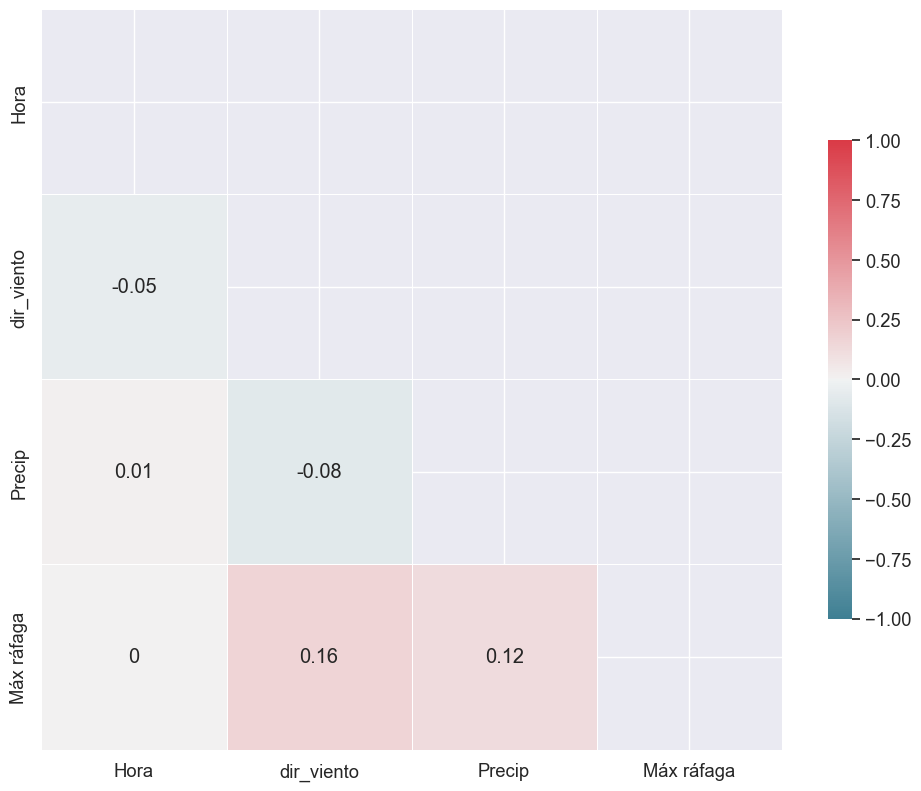 Hora
dir_viento
-0.05
Precip
0.01
-0.08
Máx ráfaga
0
0.16
0.12
Hora
dir_viento
Precip
Máx ráfaga
1.00
0.75
0.50
0.25
0.00
−0.25
−0.50
−0.75
−1.00